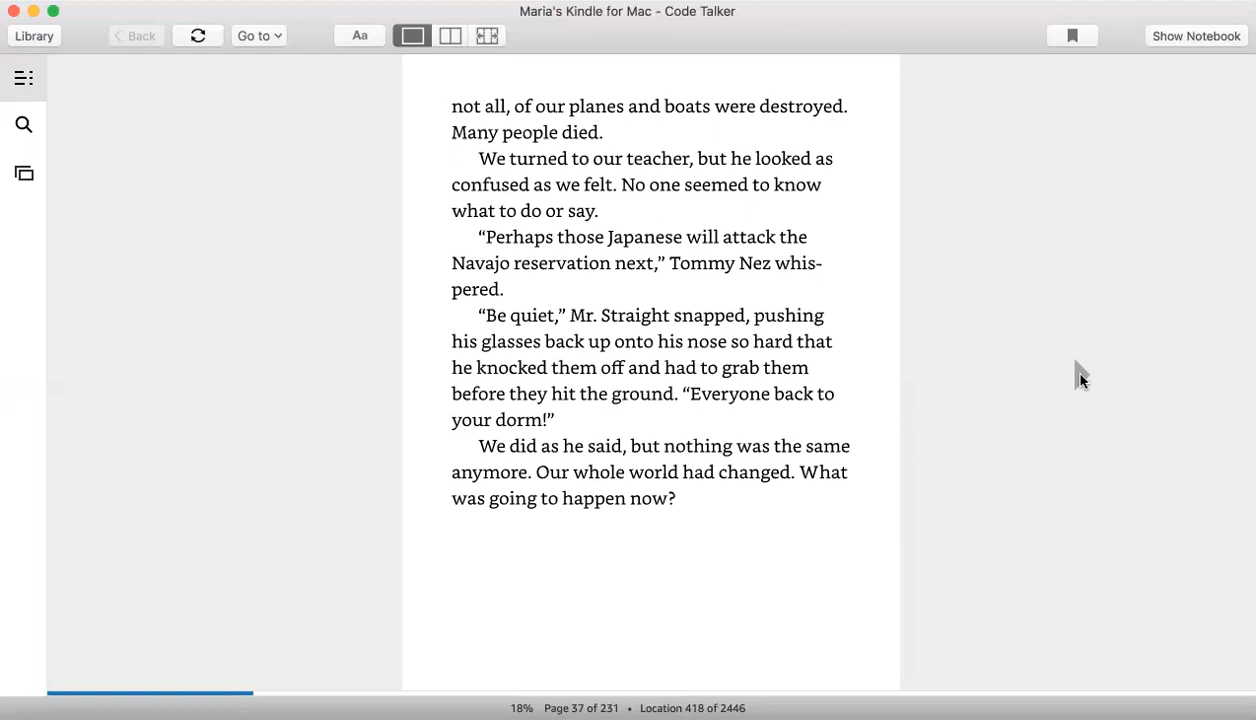 Maria's Kindle for Mac - Code Talker
Library
Back
Go to
Aa
Show Notebook
not all, of our planes and boats were destroyed.
Many people died.
We turned to our teacher, but he looked as
confused as we felt. No one seemed to know
what to do or say.
“Perhaps those Japanese will attack the
Navajo reservation next,” Tommy Nez whis-
pered.
“Be quiet,” Mr. Straight snapped, pushing
his glasses back up onto his nose so hard that
he knocked them off and had to grab them
before they hit the ground. “Everyone back to
your dorm!”
We did as he said, but nothing was the same
anymore. Our whole world had changed. What
was going to happen now?
18% Page 37 of 231 • Location 418 of 2446